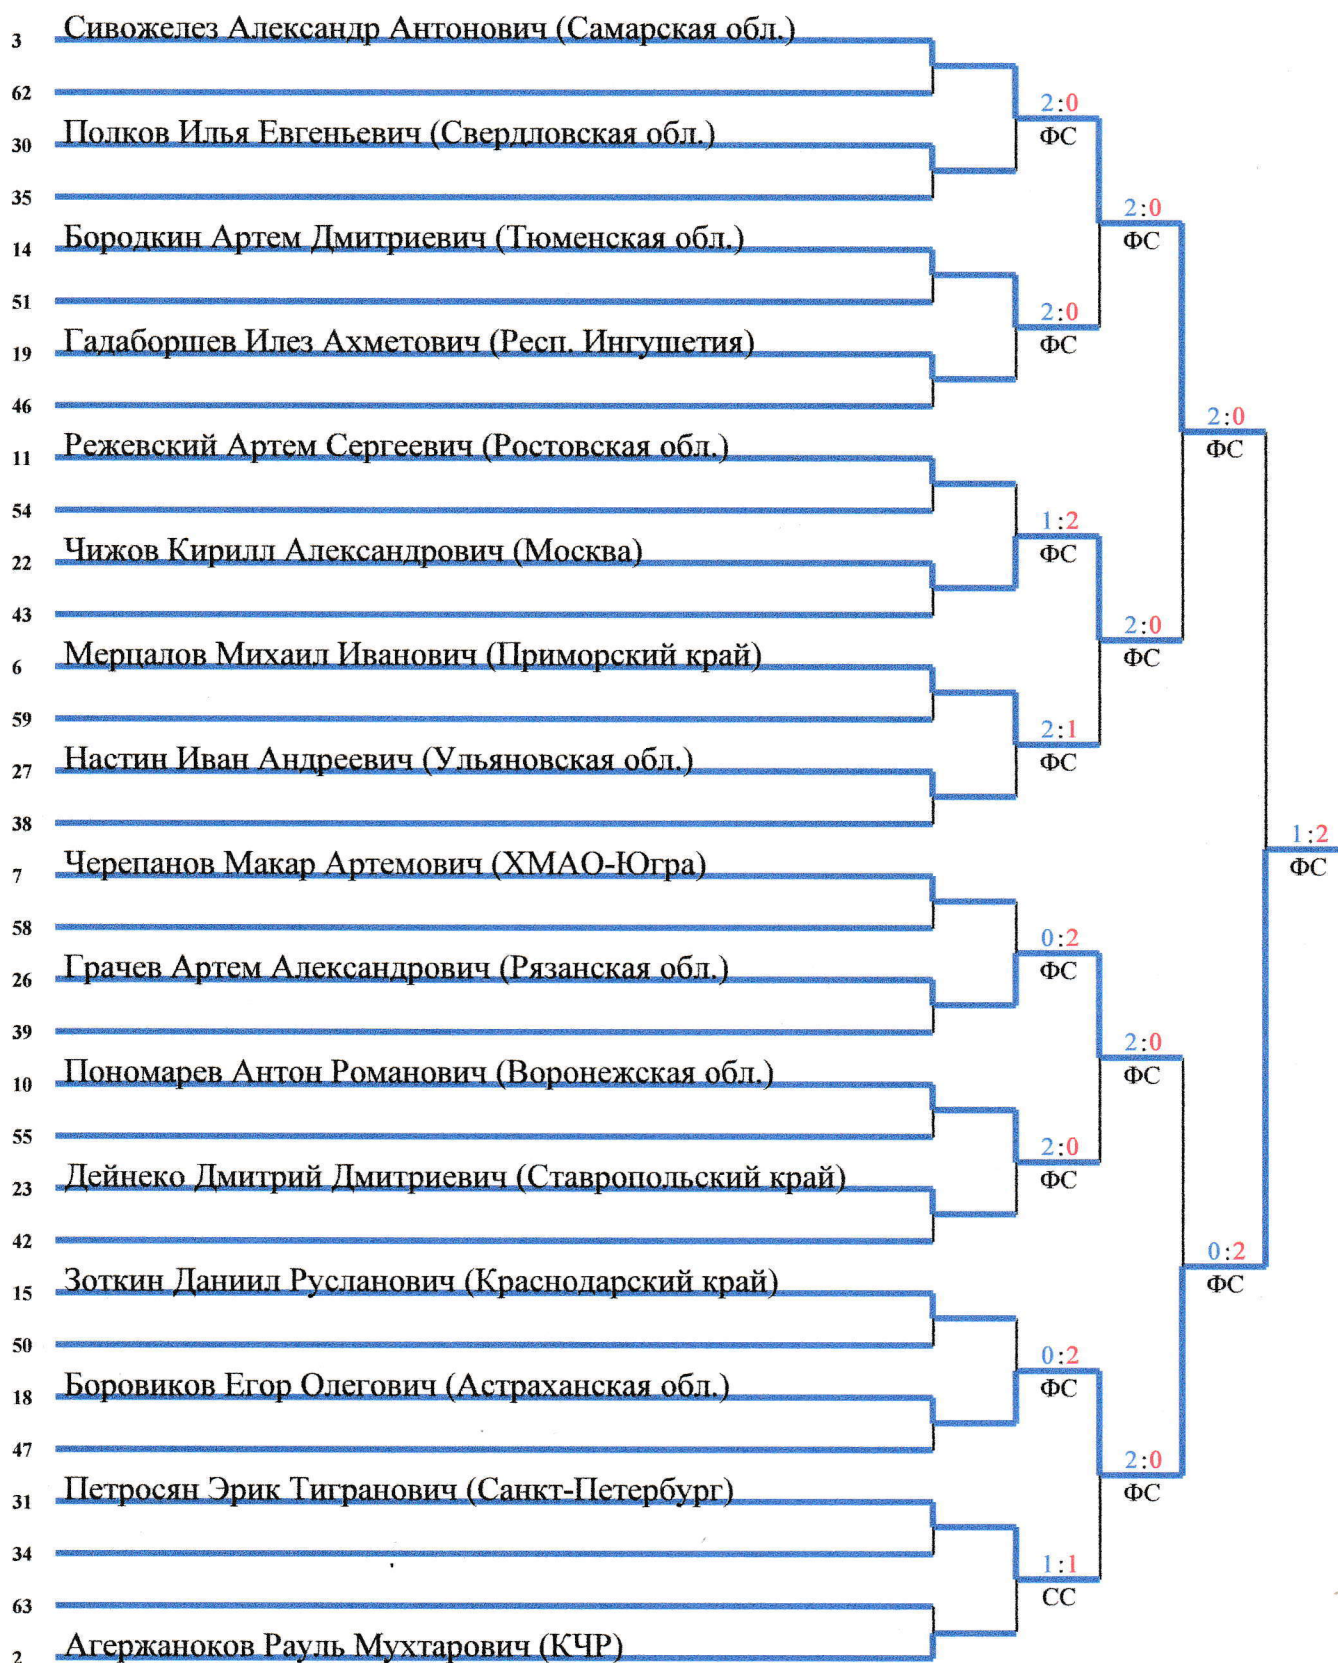 3 Сивожелез Александр Антонович (Самарская обл.)
62
2:0
ФС
30 Полков Илья Евгеньевич (Свердловская обл.)
35
2:0
ФС
14 Бородкин Артем Дмитриевич (Тюменская обл.)
51
2:0
ФС
19 Гадаборшев Илез Ахметович (Респ. Ингушетия)
46
2:0
ФС
11 Режевский Артем Сергеевич (Ростовская обл.)
54
1:2
ФС
22 Чижов Кирилл Александрович (Москва)
43
2:0
ФС
6 Мерцалов Михаил Иванович (Приморский край)
59
2:1
ФС
27 Настин Иван Андреевич (Ульяновская обл.)
38
1:2
ФС
7 Черепанов Макар Артемович (ХМАО-Югра)
58
0:2
ФС
26 Грачев Артем Александрович (Рязанская обл.)
39
2:0
ФС
10 Пономарев Антон Романович (Воронежская обл.)
55
2:0
ФС
23 Дейнеко Дмитрий Дмитриевич (Ставропольский край)
42
0:2
ФС
15 Зоткин Даниил Русланович (Краснодарский край)
50
0:2
ФС
18 Боровиков Егор Олегович (Астраханская обл.)
47
2:0
ФС
31 Петросян Эрик Тигранович (Санкт-Петербург)
34
1:1
СС
63
2 Агержаноков Рауль Мухтарович (КЧР)